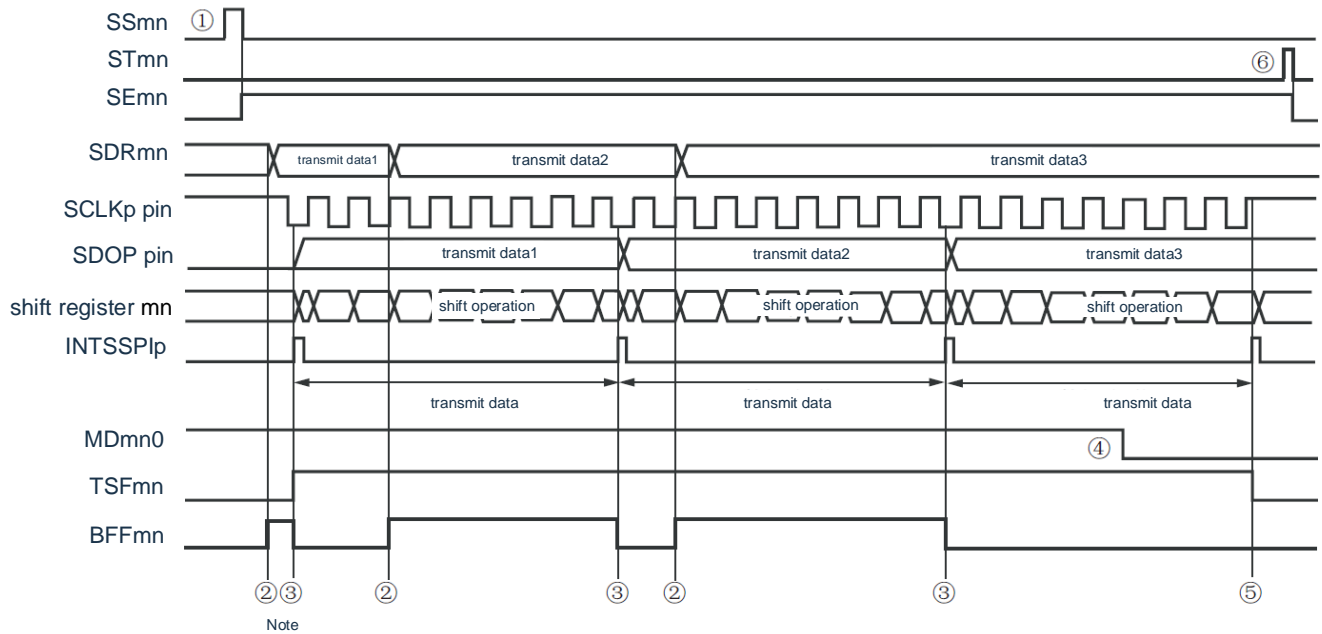 SSmn ①
STmn ⑥
SEmn
SDRmn transmit data1 transmit data2 transmit data3
SCLKp pin
SDOP pin transmit data1 transmit data2 transmit data3
shift register mn shift operation shift operation shift operation
INTSSPIp
transmit data transmit data transmit data
MDmn0 ④
TSFmn
BFFmn
② ③ ② ③ ② ③ ⑤
Note